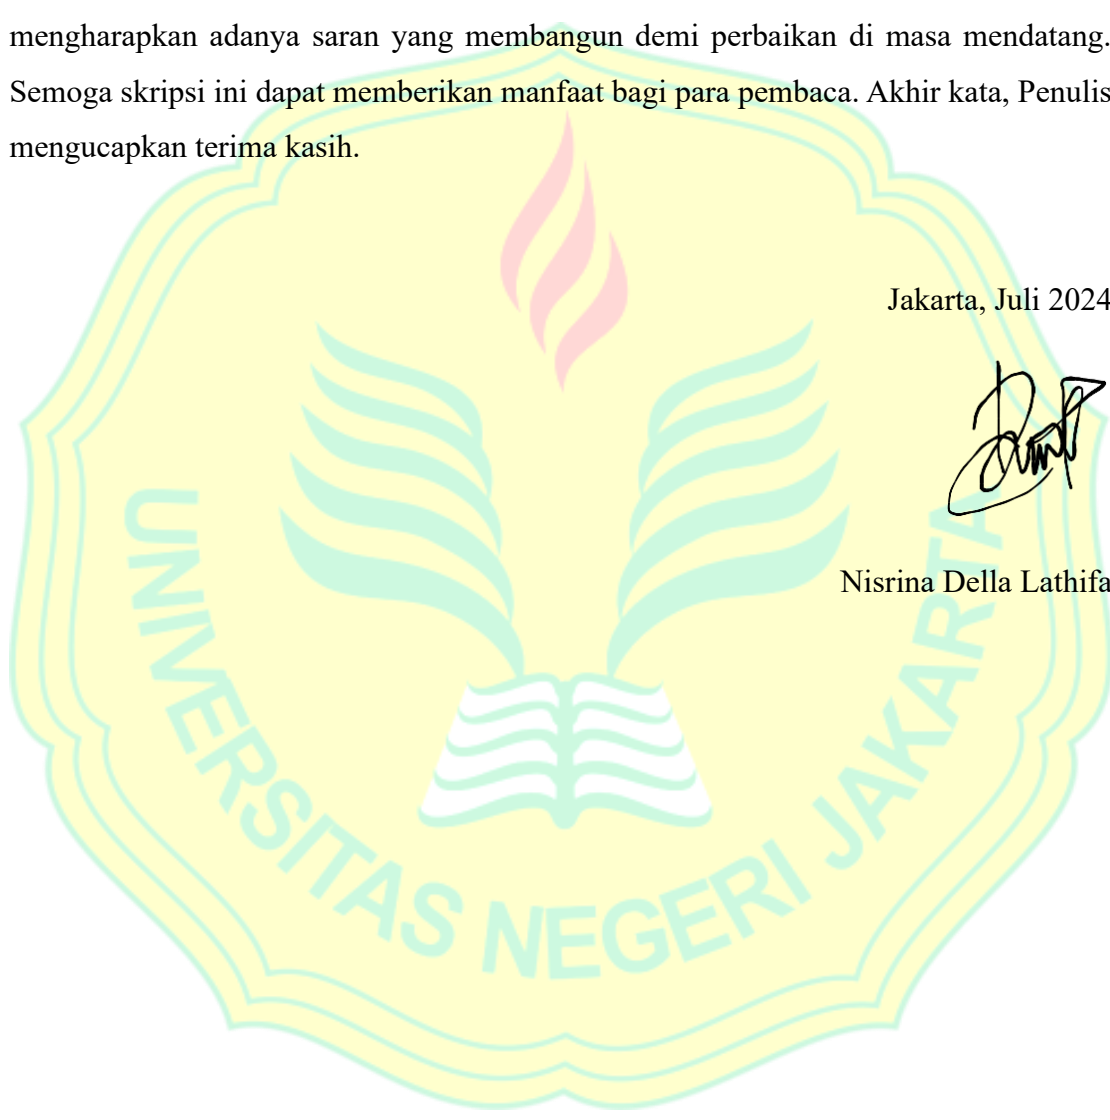 mengharapkan adanya saran yang membangun demi perbaikan di masa mendatang.
Semoga skripsi ini dapat memberikan manfaat bagi para pembaca. Akhir kata, Penulis
mengucapkan terima kasih.
Jakarta, Juli 2024
Nisrina Della Lathifa
UNIVERSITAS NEGERI JAKARTA